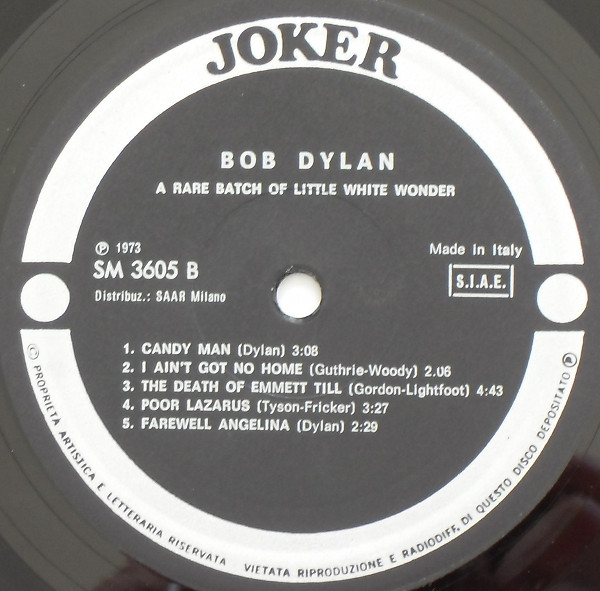 JOKER
BOB DYLAN
A RARE BATCH OF LITTLE WHITE WONDER
Ⓟ 1973
SM 3605 B
Distribuz.: SAAR Milano
Made in Italy
S.I.A.E.
1. CANDY MAN (Dylan) 3:08
2. I AIN'T GOT NO HOME (Guthrie-Woody) 2.06
3. THE DEATH OF EMMETT TILL (Gordon-Lightfoot) 4:43
4. POOR LAZARUS (Tyson-Fricker) 3:27
5. FAREWELL ANGELINA (Dylan) 2:29
© PROPRIETA ARTISTICA E LETTERARIA RISERVATA VIETATA RIPRODUZIONE E RADIODIFF. DI QUESTO DISCO DEPOSITATO Ⓟ